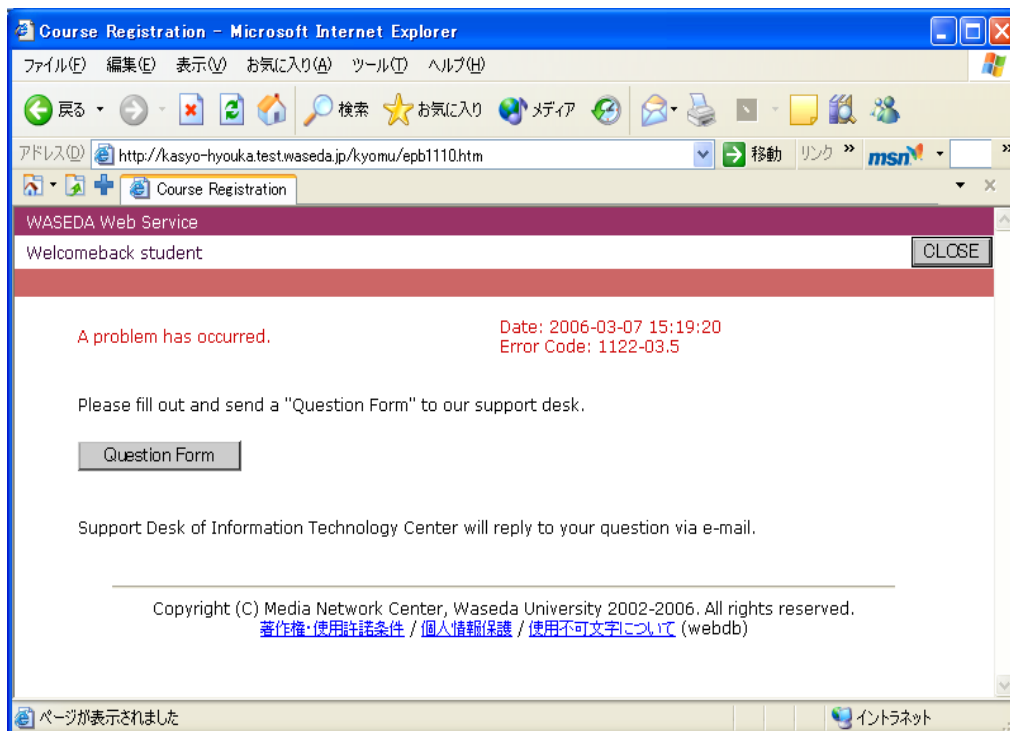 Course Registration - Microsoft Internet Explorer
ファイル(F) 編集(E) 表示(V) お気に入り(A) ツール(T) ヘルプ(H)
戻る 検索 お気に入り メディア
アドレス(D) http://kasyo-hyouka.test.waseda.jp/kyomu/epb1110.htm 移動 リンク » msn »
Course Registration
WASEDA Web Service
Welcomeback student CLOSE
A problem has occurred.
Date: 2006-03-07 15:19:20
Error Code: 1122-03.5
Please fill out and send a "Question Form" to our support desk.
Question Form
Support Desk of Information Technology Center will reply to your question via e-mail.
Copyright (C) Media Network Center, Waseda University 2002-2006. All rights reserved.
著作権・使用許諾条件 / 個人情報保護 / 使用不可文字について (webdb)
ページが表示されました イントラネット